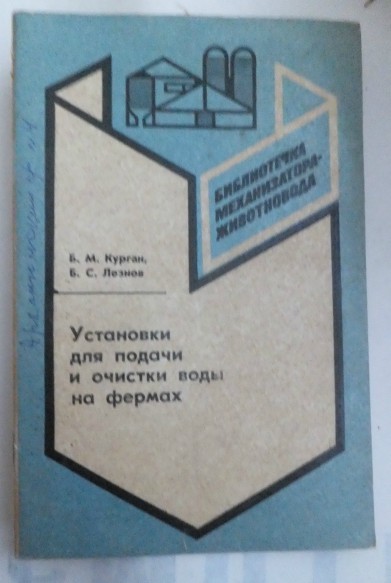 БИБЛИОТЕЧКА
МЕХАНИЗАТОРА-
ЖИВОТНОВОДА
Б. М. Курган,
Б. С. Лезнов
Установки
для подачи
и очистки воды
на фермах